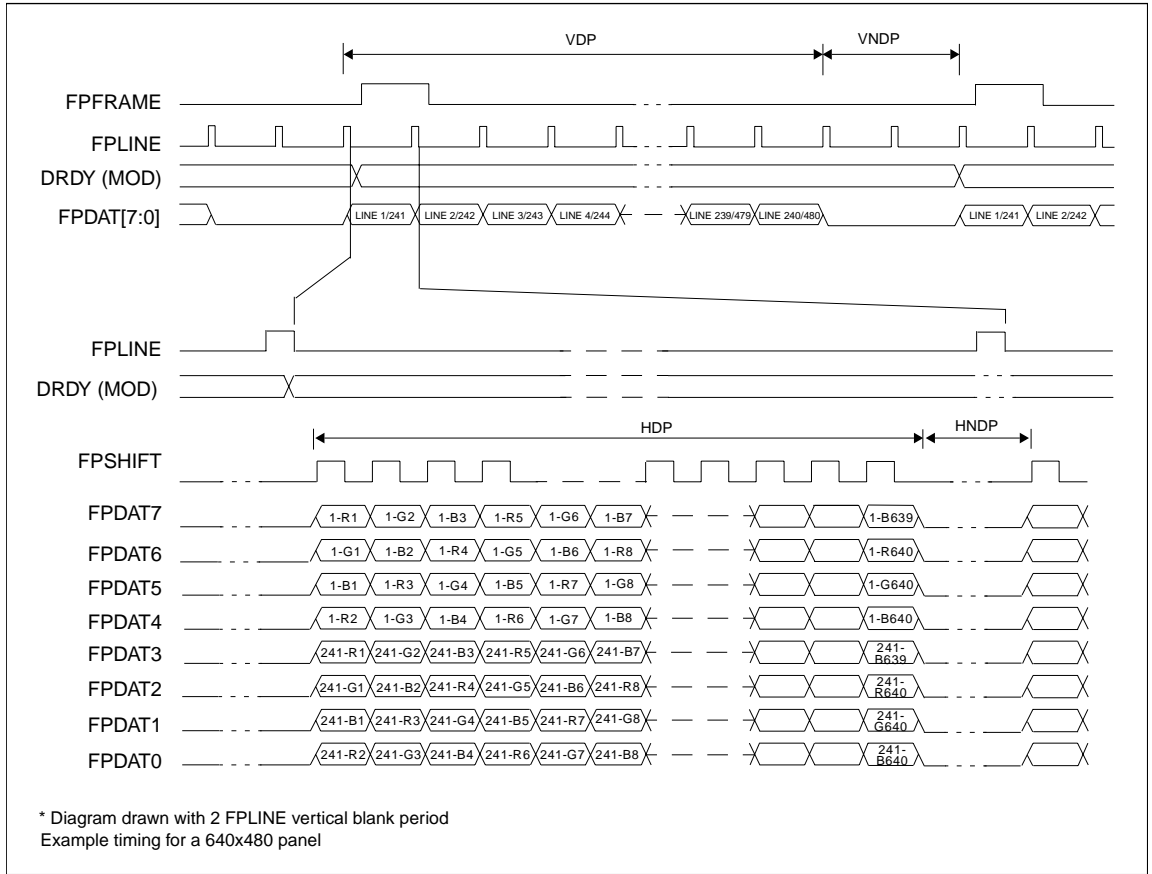 VDP VNDP
FPFRAME
FPLINE
DRDY (MOD)
FPDAT[7:0] LINE 1/241 LINE 2/242 LINE 3/243 LINE 4/244 LINE 239/479 LINE 240/480 LINE 1/241 LINE 2/242
FPLINE
DRDY (MOD)
HDP HNDP
FPSHIFT
FPDAT7 1-R1 1-G2 1-B3 1-R5 1-G6 1-B7 1-B639
FPDAT6 1-G1 1-B2 1-R4 1-G5 1-B6 1-R8 1-R640
FPDAT5 1-B1 1-R3 1-G4 1-B5 1-R7 1-G8 1-G640
FPDAT4 1-R2 1-G3 1-B4 1-R6 1-G7 1-B8 1-B640
FPDAT3 241-R1 241-G2 241-B3 241-R5 241-G6 241-B7 241-B639
FPDAT2 241-G1 241-B2 241-R4 241-G5 241-B6 241-R8 241-R640
FPDAT1 241-B1 241-R3 241-G4 241-B5 241-R7 241-G8 241-G640
FPDAT0 241-R2 241-G3 241-B4 241-R6 241-G7 241-B8 241-B640
* Diagram drawn with 2 FPLINE vertical blank period
Example timing for a 640x480 panel